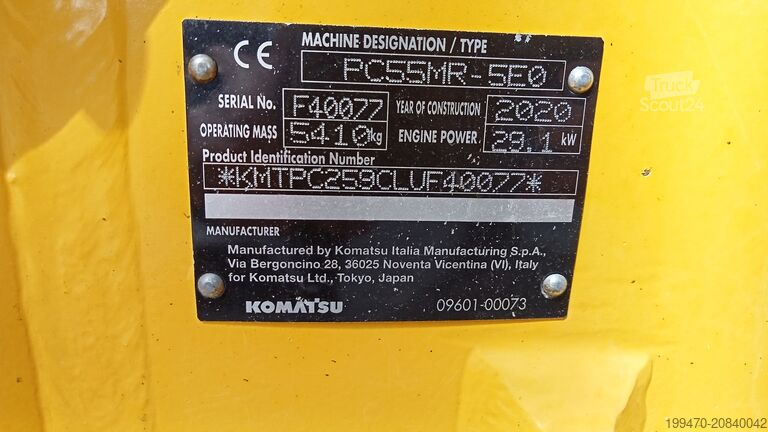 CE MACHINE DESIGNATION / TYPE
PC55MR-5E0
SERIAL No. F40077 YEAR OF CONSTRUCTION 2020
OPERATING MASS 5410kg ENGINE POWER 29.1 kW
Product Identification Number
*KMTPC259CLVF40077*
MANUFACTURER
Manufactured by Komatsu Italia Manufacturing S.p.A.,
Via Bergoncino 28, 36025 Noventa Vicentina (VI), Italy
for Komatsu Ltd., Tokyo, Japan
KOMATSU 09601-00073
Truck
Scout24
199470-20840042